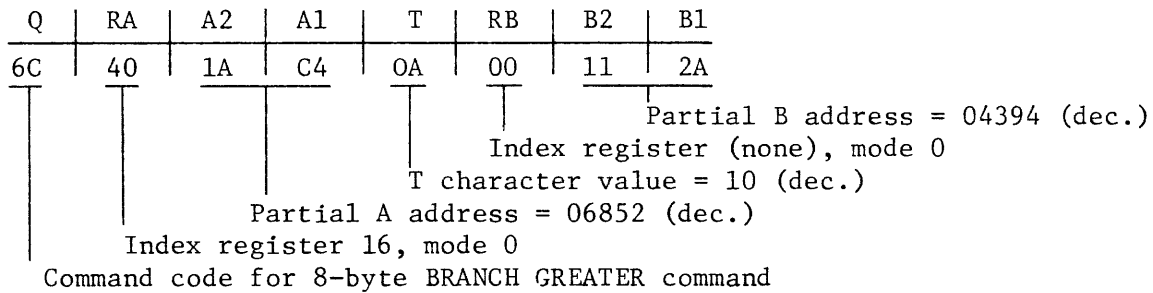 Q | RA | A2 | A1 | T | RB | B2 | B1
6C | 40 | 1A | C4 | 0A | 00 | 11 | 2A
Partial B address = 04394 (dec.)
Index register (none), mode 0
T character value = 10 (dec.)
Partial A address = 06852 (dec.)
Index register 16, mode 0
Command code for 8-byte BRANCH GREATER command